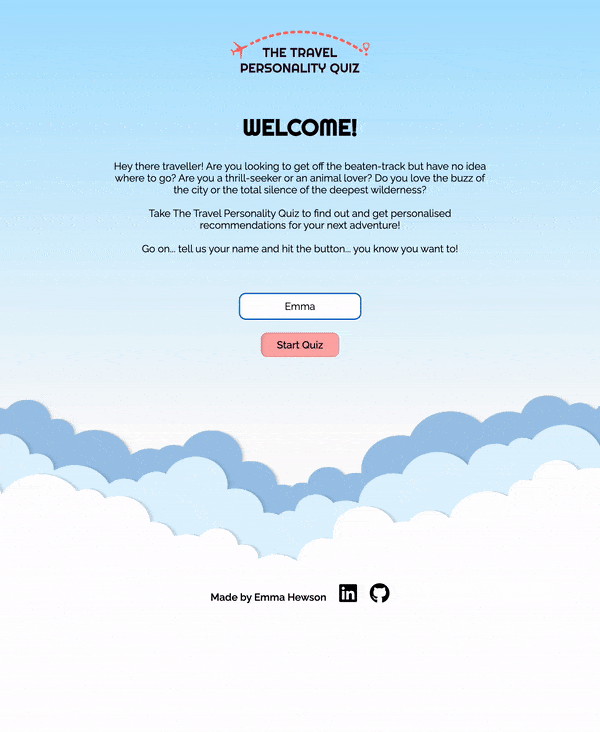 THE TRAVEL
PERSONALITY QUIZ
WELCOME!
Hey there traveller! Are you looking to get off the beaten-track but have no idea
where to go? Are you a thrill-seeker or an animal lover? Do you love the buzz of
the city or the total silence of the deepest wilderness?
Take The Travel Personality Quiz to find out and get personalised
recommendations for your next adventure!
Go on... tell us your name and hit the button... you know you want to!
Emma
Start Quiz
Made by Emma Hewson
in